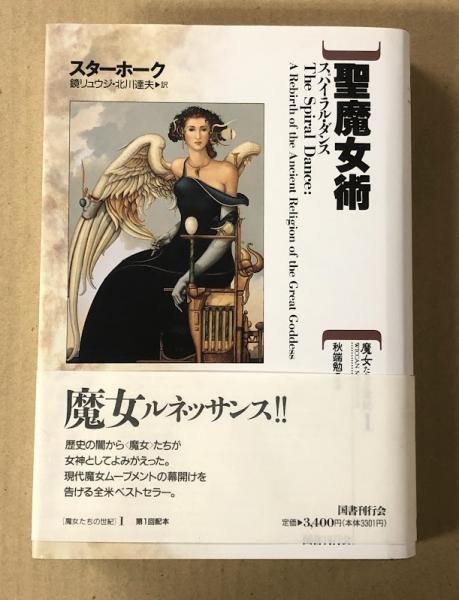 聖魔女術
スパイラル・ダンス
The Spiral Dance:
A Rebirth of the Ancient Religion of the Great Goddess
スターホーク
鏡リュウジ・北川達夫▶訳
魔女た
秋端勉
魔女ルネッサンス!!
歴史の闇から〈魔女〉たちが
女神としてよみがえった。
現代魔女ムーブメントの幕開けを
告げる全米ベストセラー。
[魔女たちの世紀] I 第1回配本
国書刊行会
定価▶3,400円(本体3301円)